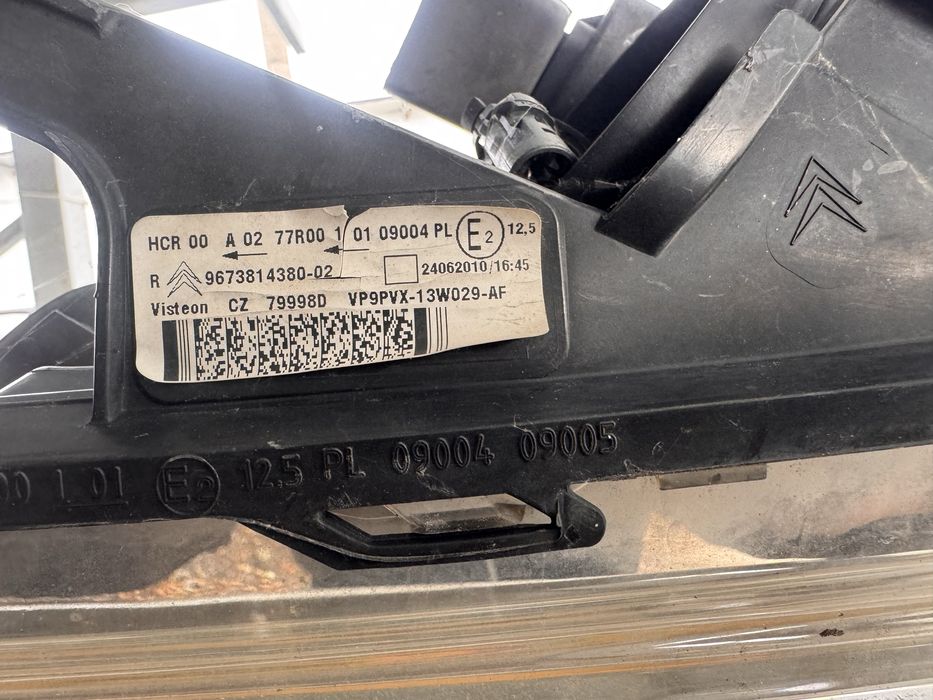 HCR 00 A 02 77R00 1 01 09004 PL E2 12,5
R 9673814380-02 24062010/16:45
Visteon CZ 79998D VP9PVX-13W029-AF
00 1 01 E2 12.5 PL 09004 09005